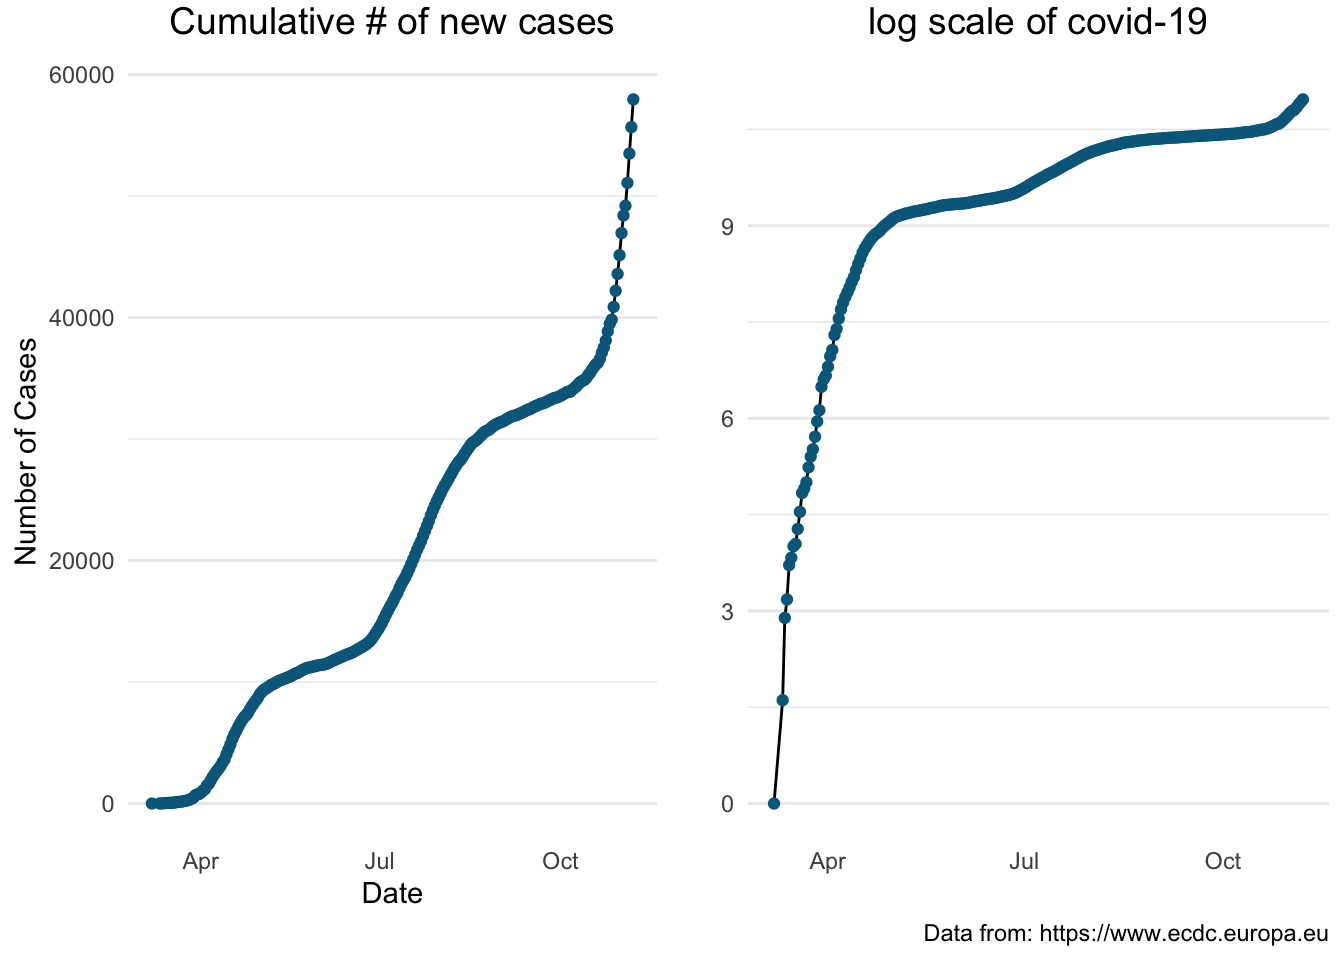 Cumulative # of new cases
60000
40000
20000
0
Number of Cases
Apr Jul Oct
Date
log scale of covid-19
9
6
3
0
Apr Jul Oct
Data from: https://www.ecdc.europa.eu